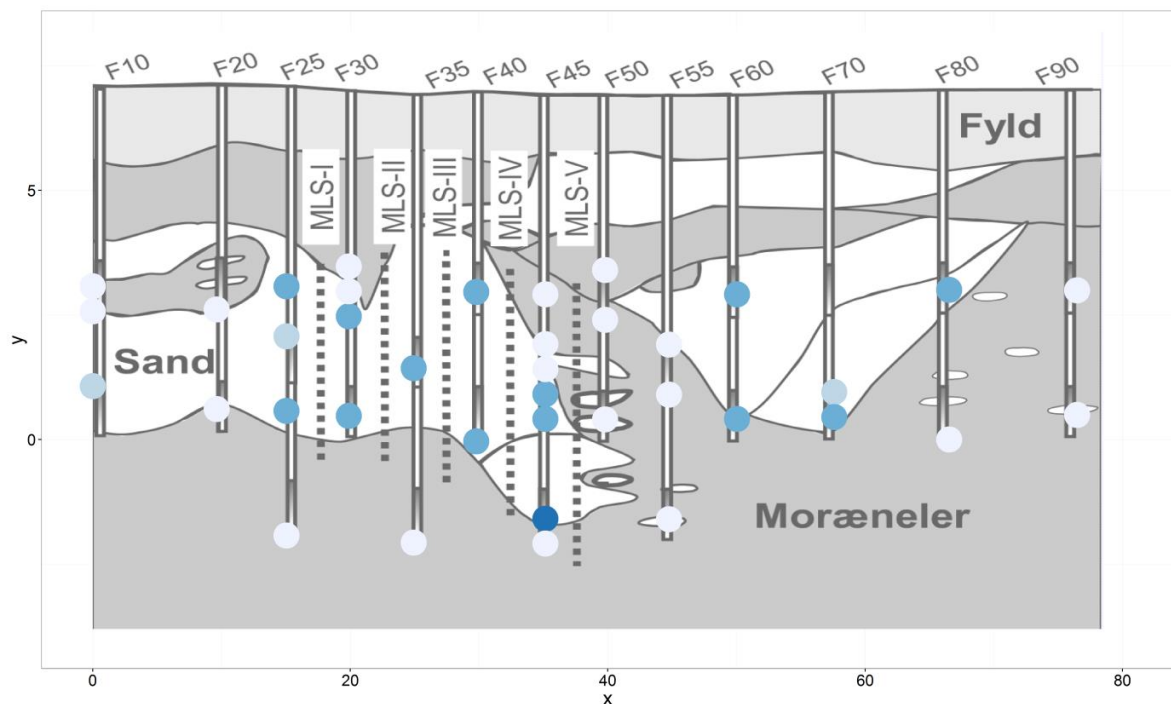 F10 F20 F25 F30 F35 F40 F45 F50 F55 F60 F70 F80 F90
Fyld
MLS-I MLS-II MLS-III MLS-IV MLS-V
5
y
Sand
0
Moræneler
0 20 40 60 80
x